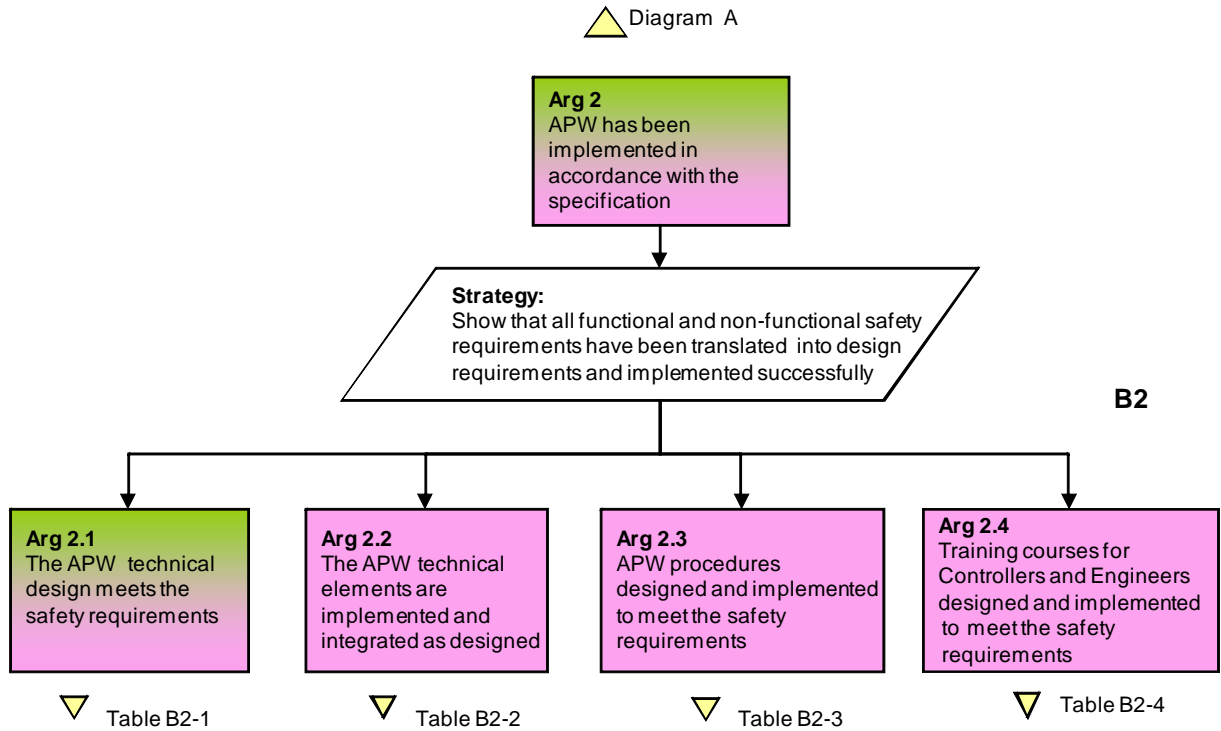 Diagram A
Arg 2
APW has been
implemented in
accordance with the
specification
Strategy:
Show that all functional and non-functional safety
requirements have been translated into design
requirements and implemented successfully
B2
Arg 2.1
The APW technical
design meets the
safety requirements
Arg 2.2
The APW technical
elements are
implemented and
integrated as designed
Arg 2.3
APW procedures
designed and implemented
to meet the safety
requirements
Arg 2.4
Training courses for
Controllers and Engineers
designed and implemented
to meet the safety
requirements
Table B2-1
Table B2-2
Table B2-3
Table B2-4